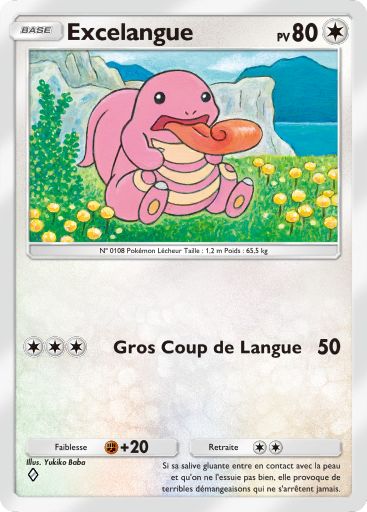 BASE Excelangue PV 80
N° 0108 Pokémon Lécheur Taille : 1,2 m Poids : 65,5 kg
Gros Coup de Langue 50
Faiblesse +20 Retraite
Illus. Yukiko Baba
Si sa salive gluante entre en contact avec la peau
et qu'on ne l'essuie pas bien, elle provoque de
terribles démangeaisons qui ne s'arrêtent jamais.